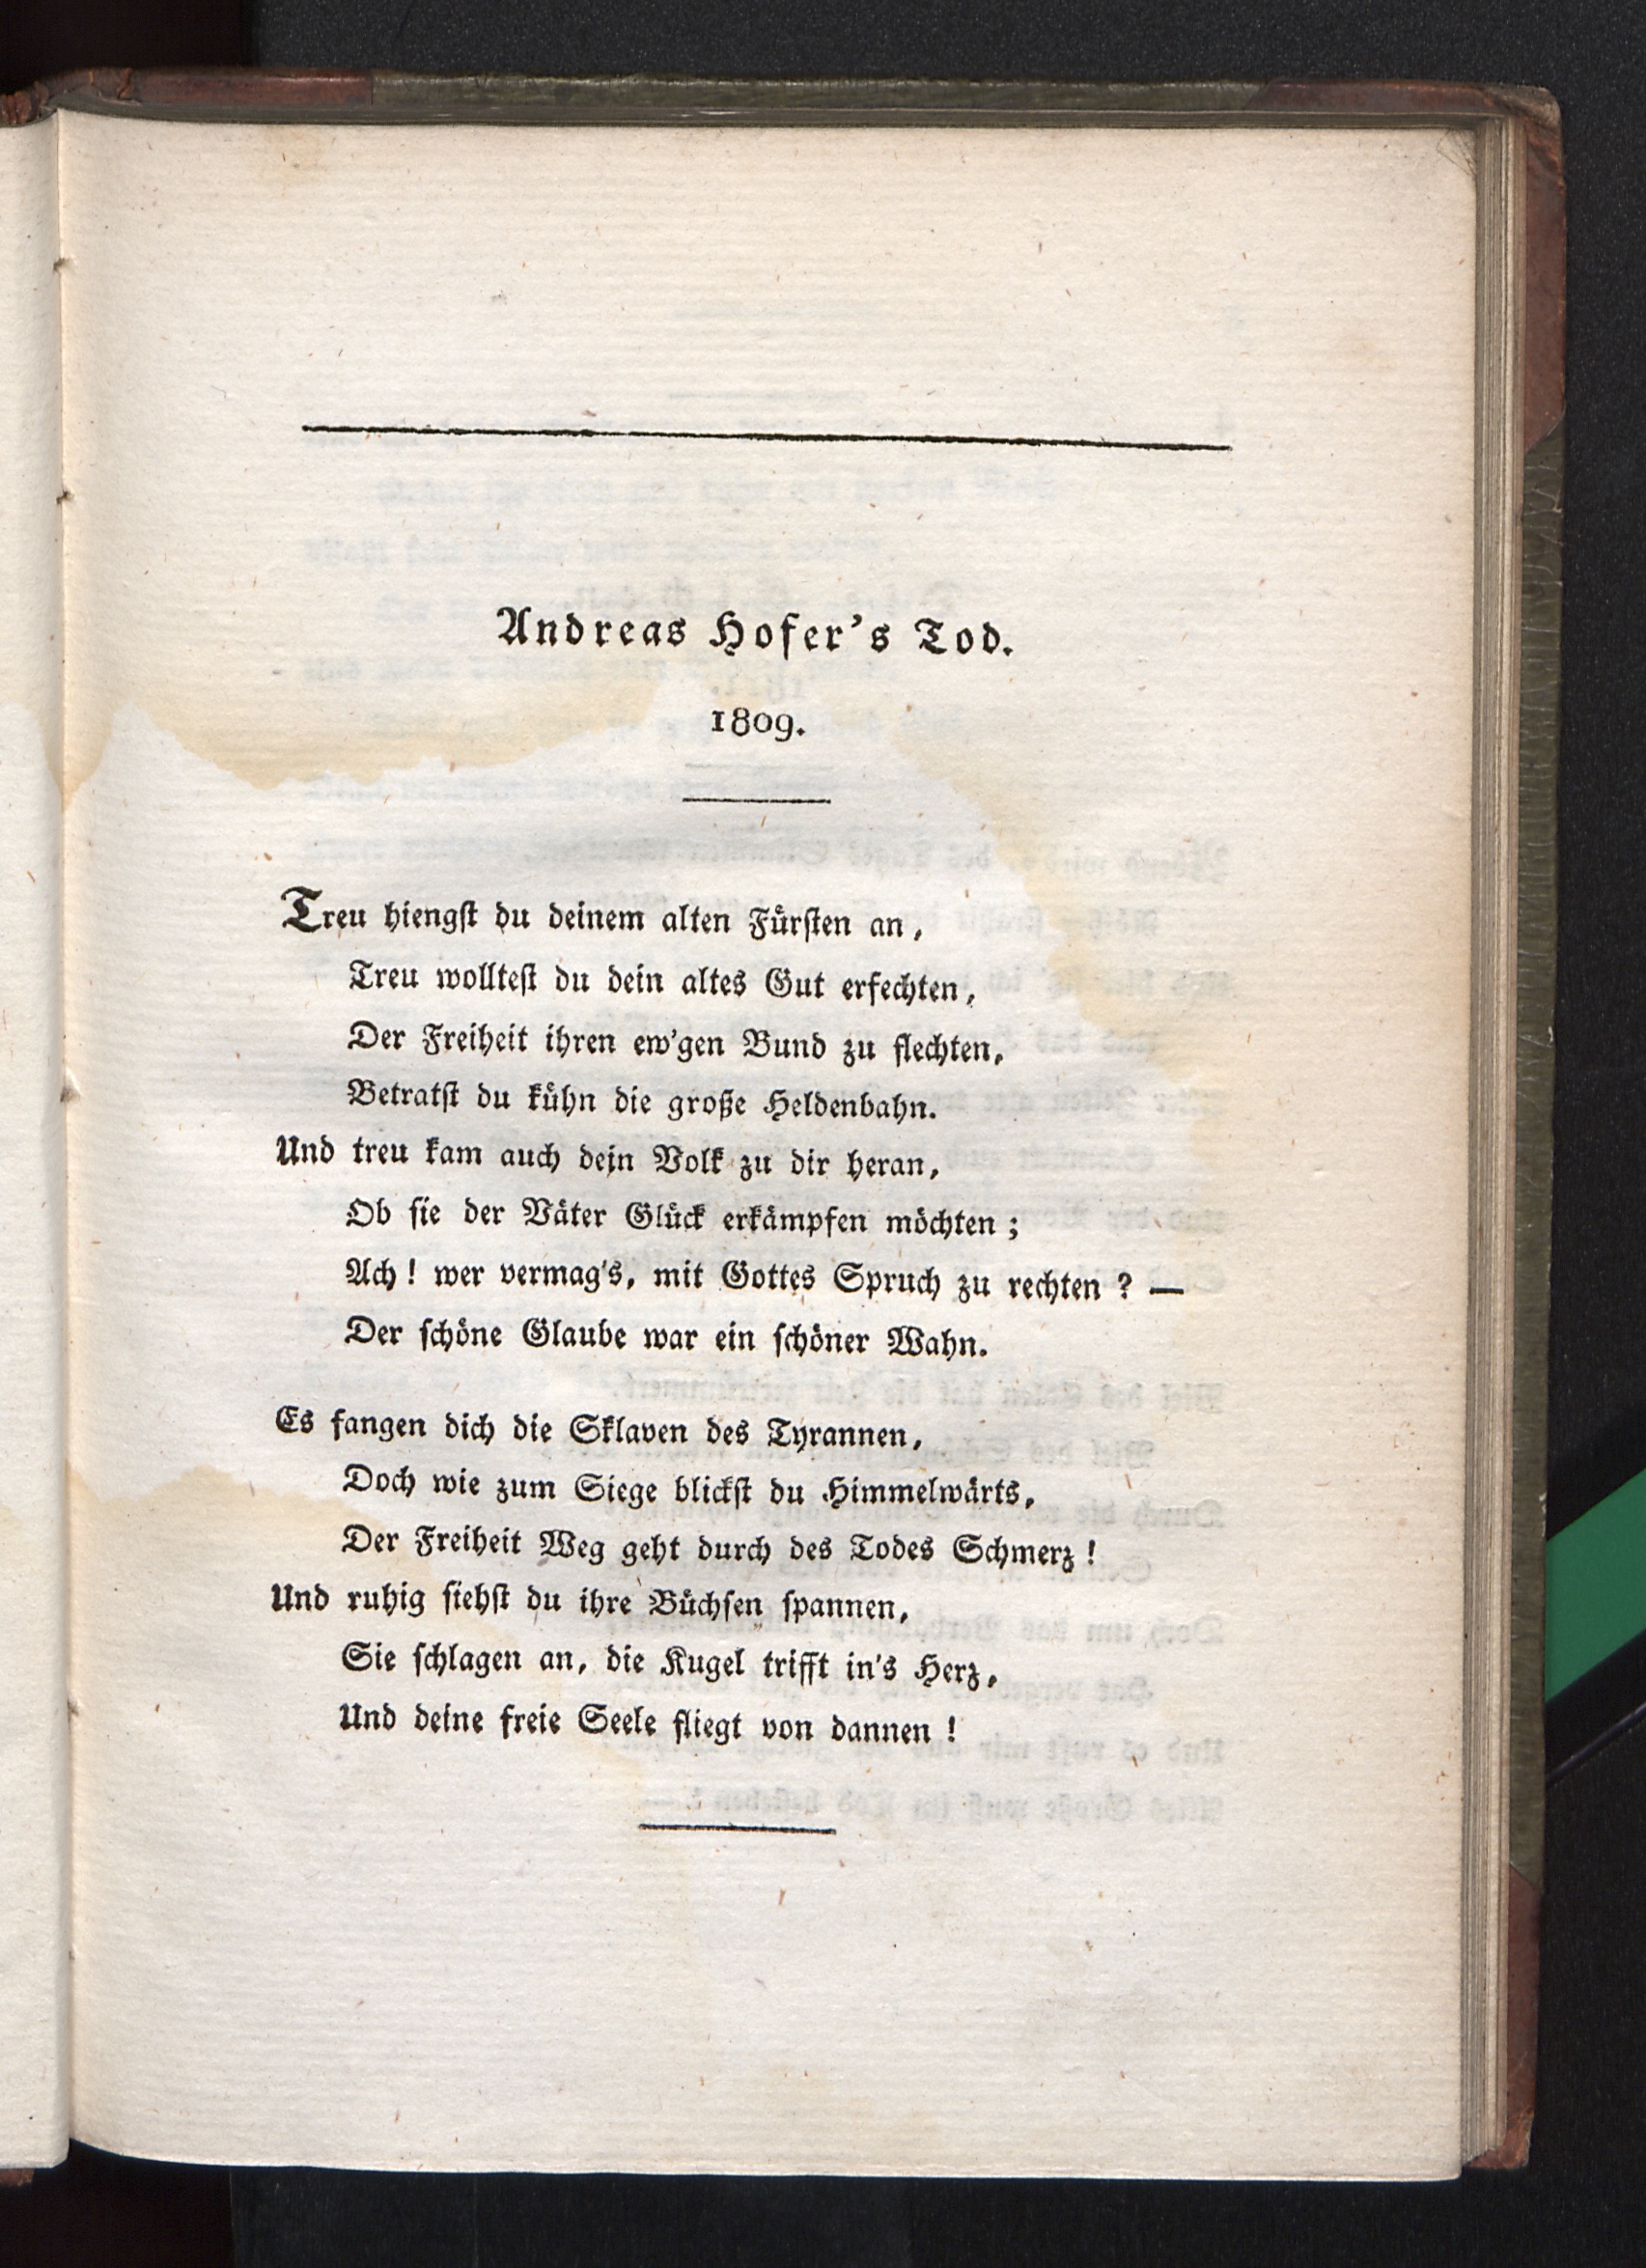 Andreas Hofer's Tod.
1809.
Treu hiengst du deinem alten Fürsten an,
Treu wolltest du dein altes Gut erfechten,
Der Freiheit ihren ew'gen Bund zu flechten,
Betratst du kühn die große Heldenbahn.
Und treu kam auch dein Volk zu dir heran,
Ob sie der Väter Glück erkämpfen möchten;
Ach! wer vermag's, mit Gottes Spruch zu rechten? —
Der schöne Glaube war ein schöner Wahn.
Es fangen dich die Sklaven des Tyrannen,
Doch wie zum Siege blickst du Himmelwärts,
Der Freiheit Weg geht durch des Todes Schmerz!
Und ruhig siehst du ihre Büchsen spannen,
Sie schlagen an, die Kugel trifft in's Herz,
Und deine freie Seele fliegt von dannen!